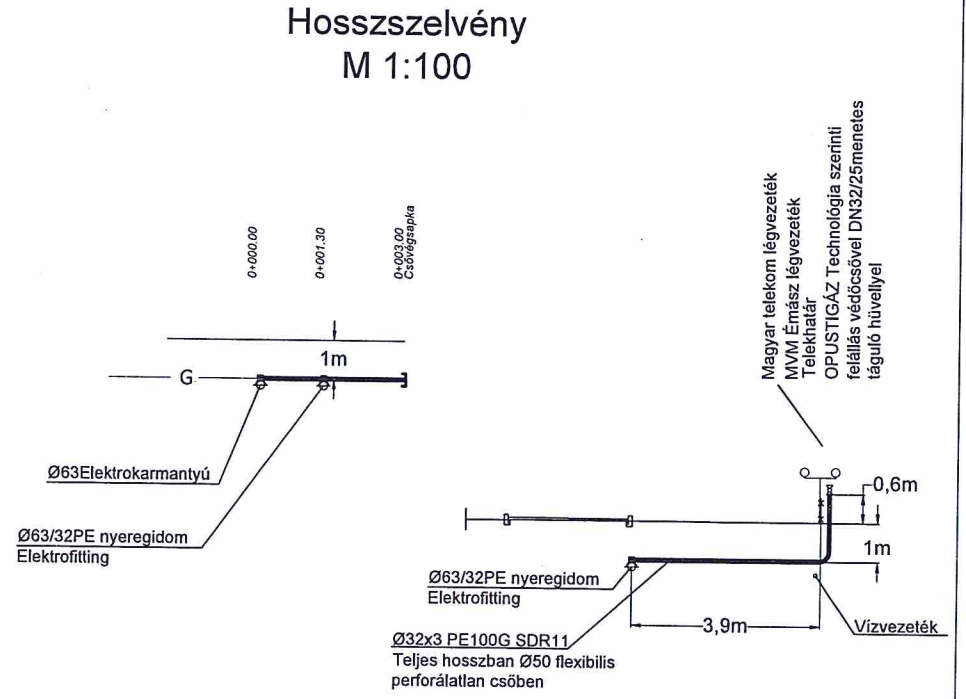 Hosszszelvény
M 1:100
0+000.00
0+001,30
0+003,00
Csővégsapka
1m
G
Ø63Elektrokarmantyú
Ø63/32PE nyeregidom
Elektrofitting
Magyar telekom légvezeték
MVM Émász légvezeték
Telekhatár
OPUSTIGÁZ Technológia szerinti
felállás védőcsővel DN32/25menetes
táguló hüvellyel
0,6m
1m
Ø63/32PE nyeregidom
Elektrofitting
3,9m
Vízvezeték
Ø32x3 PE100G SDR11
Teljes hosszban Ø50 flexibilis
perforálatlan csőben